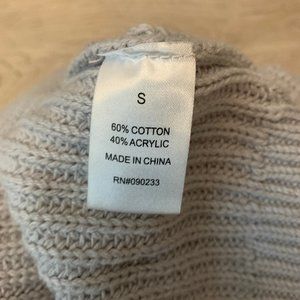 S
60% COTTON
40% ACRYLIC
MADE IN CHINA
RN#090233